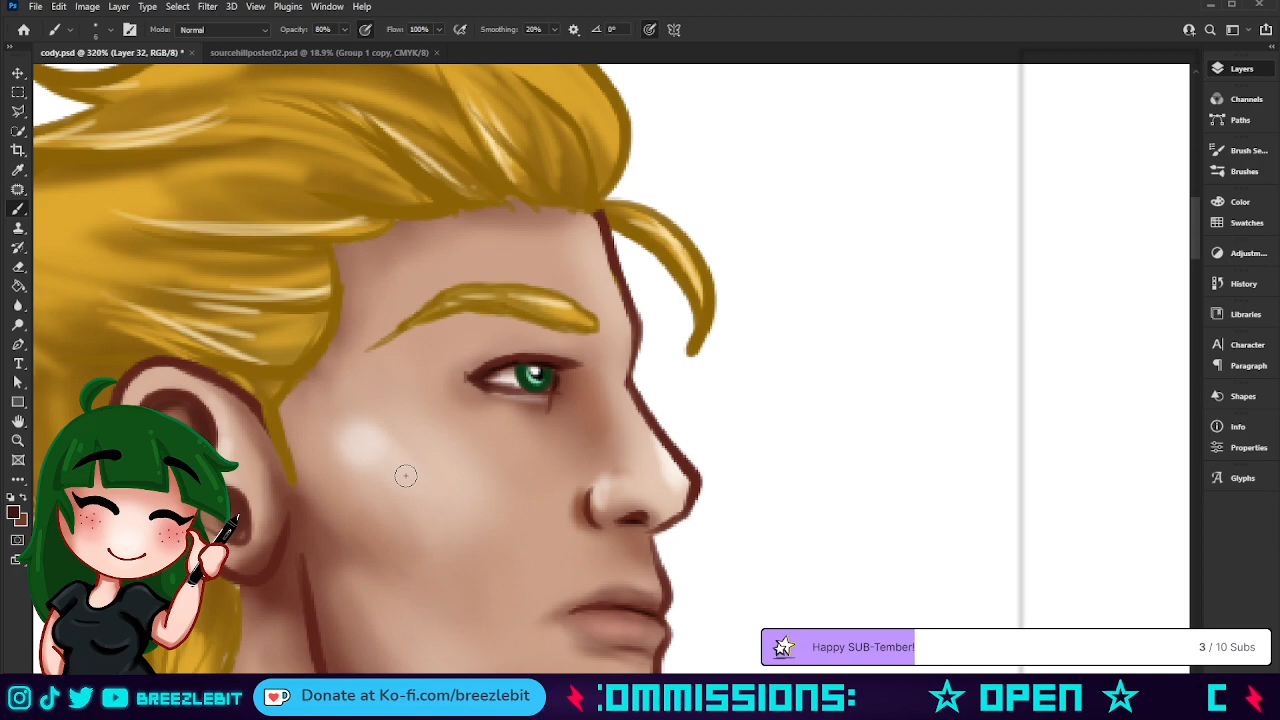 Ps File Edit Image Layer Type Select Filter 3D View Plugins Window Help
6 Mode: Normal Opacity: 80% Flow: 100% Smoothing: 20% 0°
cody.psd @ 320% (Layer 32, RGB/8) * × sourcehillposter02.psd @ 18.9% (Group 1 copy, CMYK/8) ×
Layers
Channels
Paths
Brush Se...
Brushes
Color
Swatches
Adjustm...
History
Libraries
Character
Paragraph
Shapes
Info
Properties
Glyphs
Happy SUB-Tember! 3 / 10 Subs
BREEZLEBIT Donate at Ko-fi.com/breezlebit :OMMISSIONS: OPEN C